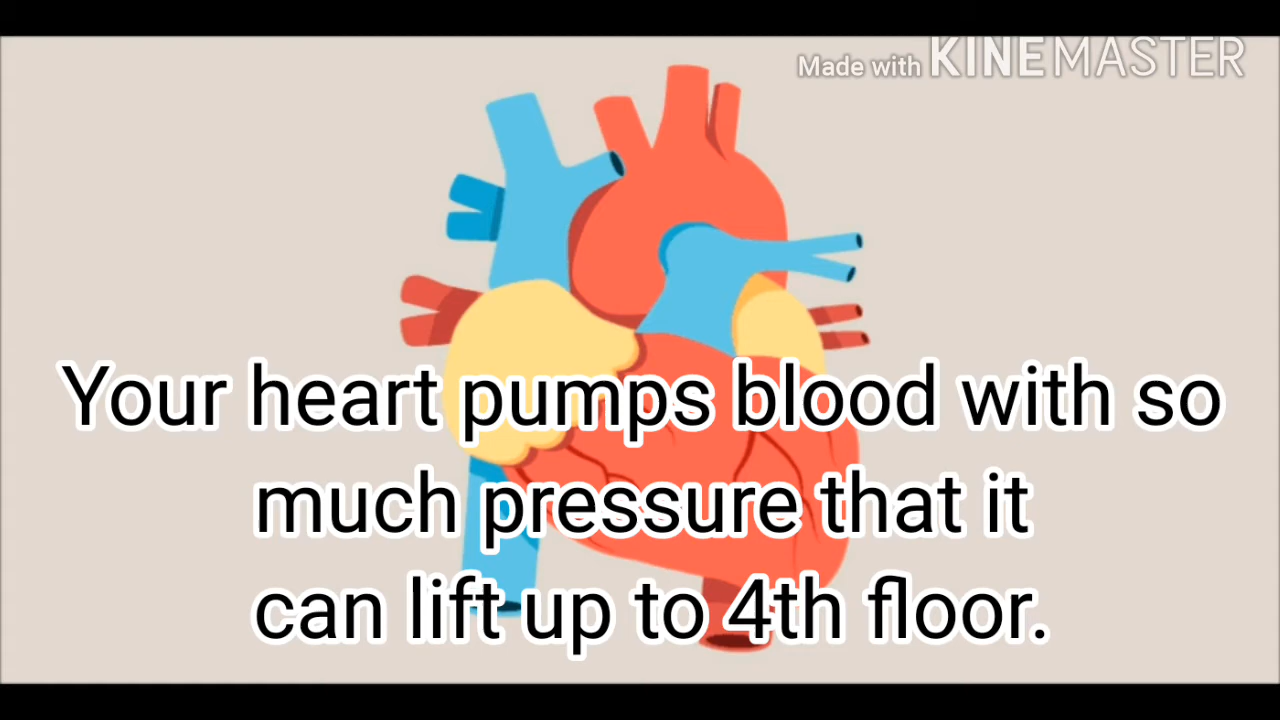 Made with KINEMASTER
Your heart pumps blood with so
much pressure that it
can lift up to 4th floor.